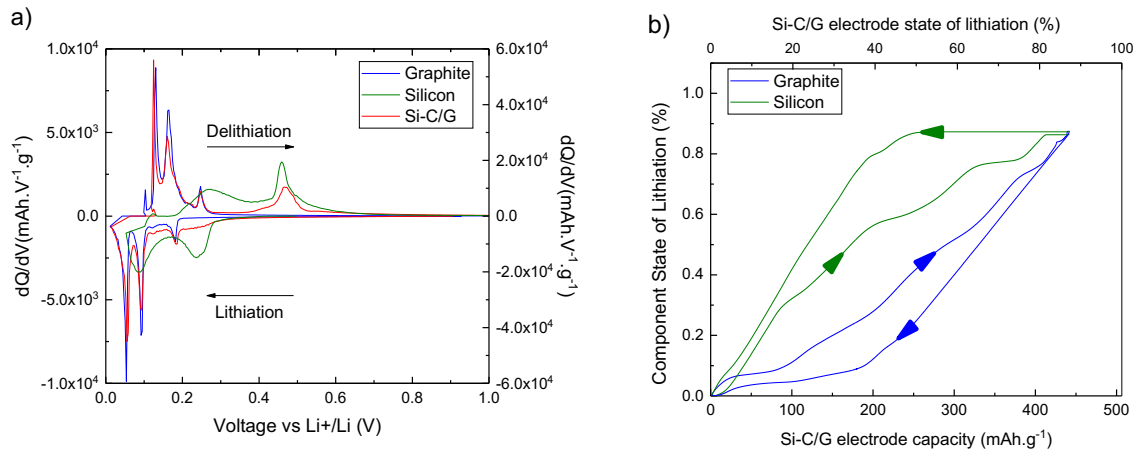 a)
1.0x10⁴
5.0x10³
0.0
-5.0x10³
-1.0x10⁴
dQ/dV(mAh.V⁻¹.g⁻¹)
6.0x10⁴
4.0x10⁴
2.0x10⁴
0.0
-2.0x10⁴
-4.0x10⁴
-6.0x10⁴
dQ/dV(mAh.V⁻¹.g⁻¹)
Graphite
Silicon
Si-C/G
Delithiation
Lithiation
0.0 0.2 0.4 0.6 0.8 1.0
Voltage vs Li+/Li (V)
b)
Si-C/G electrode state of lithiation (%)
0 20 40 60 80 100
Graphite
Silicon
1.0
0.8
0.6
0.4
0.2
0.0
Component State of Lithiation (%)
0 100 200 300 400 500
Si-C/G electrode capacity (mAh.g⁻¹)